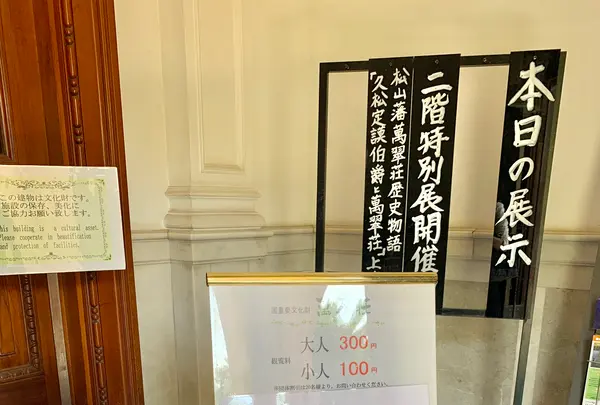 本日の展示
二階特別展開催
松山藩萬翠荘歴史物語
「久松定謨伯爵と萬翠荘」上
この建物は文化財です。
施設の保存、美化に
ご協力お願い致します。
This building is a cultural asset.
Please cooperate in beautification
and protection of facilities.
大人 300円
観覧料
小人 100円